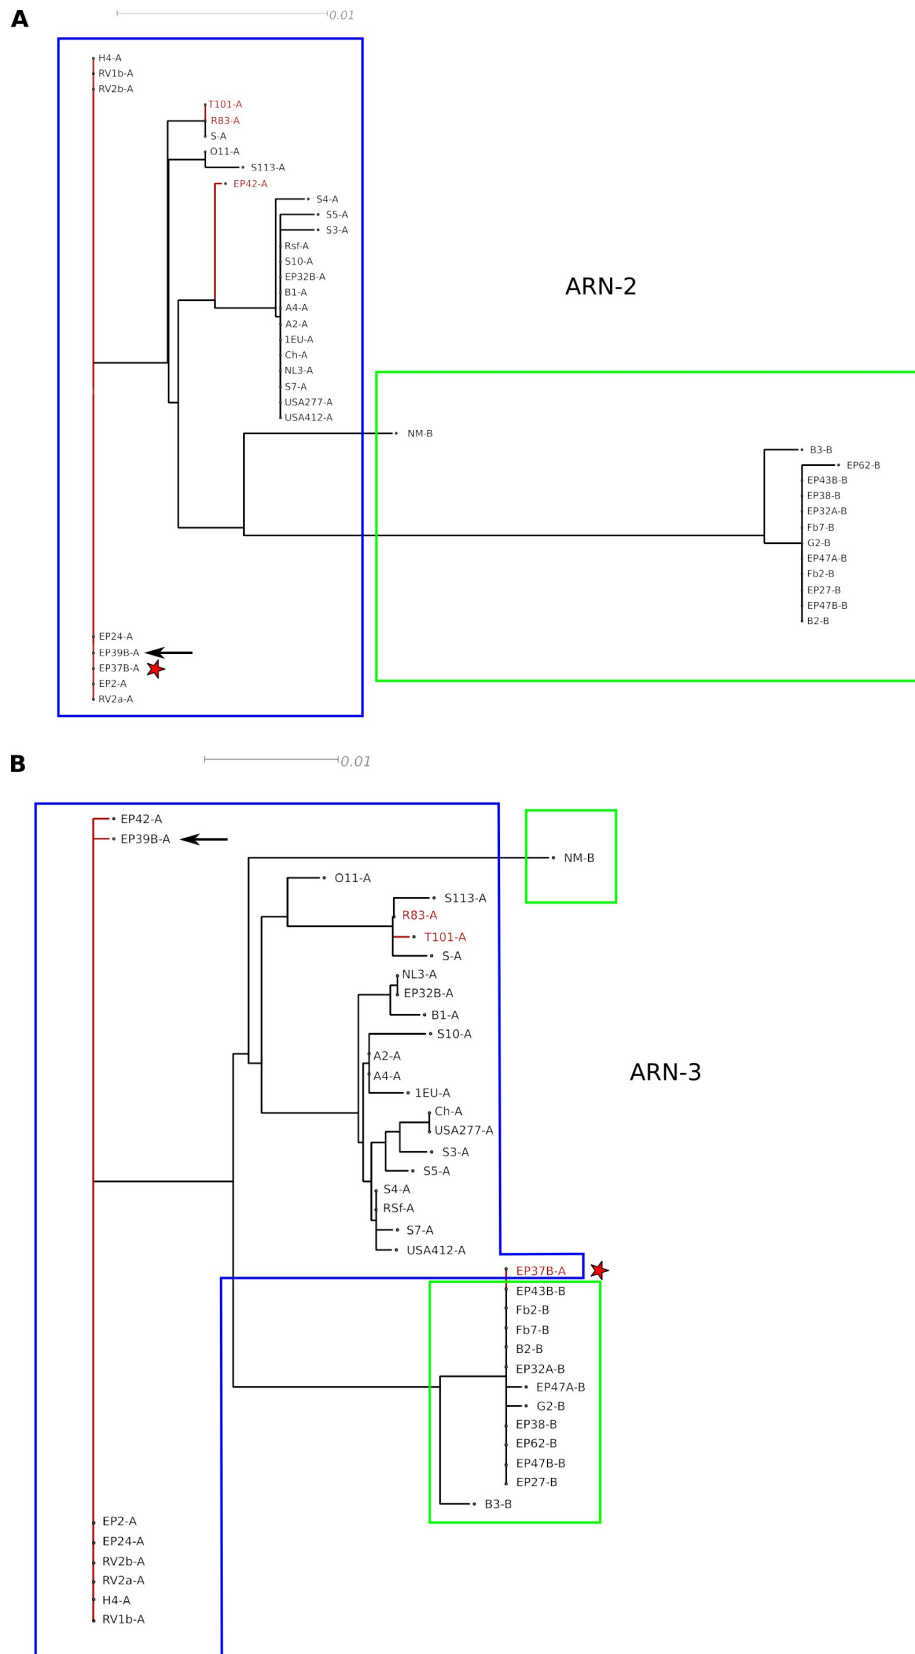 A
0.01
H4-A
RV1b-A
RV2b-A
T101-A
R83-A
S-A
O11-A
S113-A
EP42-A
S4-A
S5-A
S3-A
Rsf-A
S10-A
EP32B-A
B1-A
A4-A
A2-A
1EU-A
Ch-A
NL3-A
S7-A
USA277-A
USA412-A
ARN-2
NM-B
B3-B
EP62-B
EP43B-B
EP38-B
EP32A-B
Fb7-B
G2-B
EP47A-B
Fb2-B
EP27-B
EP47B-B
B2-B
EP24-A
EP39B-A
EP37B-A
EP2-A
RV2a-A
B
0.01
EP42-A
EP39B-A
NM-B
O11-A
S113-A
R83-A
T101-A
S-A
NL3-A
EP32B-A
B1-A
S10-A
A2-A
A4-A
1EU-A
Ch-A
USA277-A
S3-A
S5-A
S4-A
RSf-A
S7-A
USA412-A
ARN-3
EP37B-A
EP43B-B
Fb2-B
Fb7-B
B2-B
EP32A-B
EP47A-B
G2-B
EP38-B
EP62-B
EP47B-B
EP27-B
B3-B
EP2-A
EP24-A
RV2b-A
RV2a-A
H4-A
RV1b-A